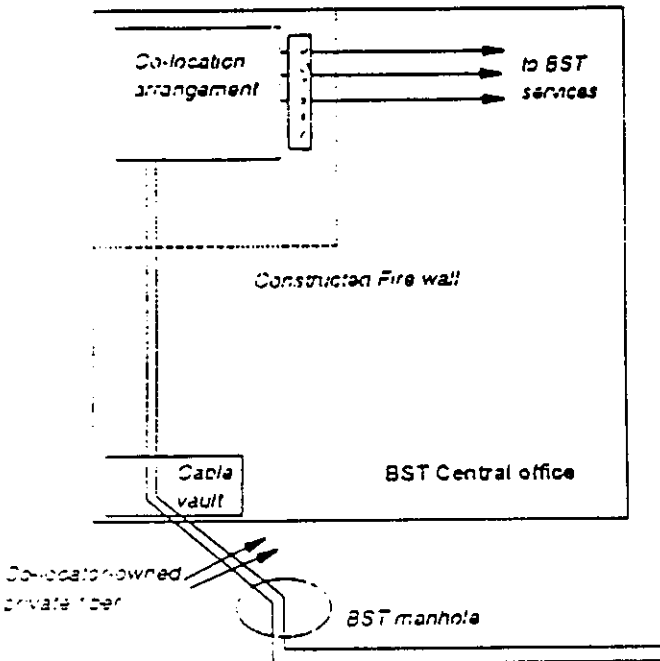 Co-location
arrangement
to BST
services
Constructed Fire wall
Cable
vault
BST Central office
Co-locator-owned
private fiber
BST manhole